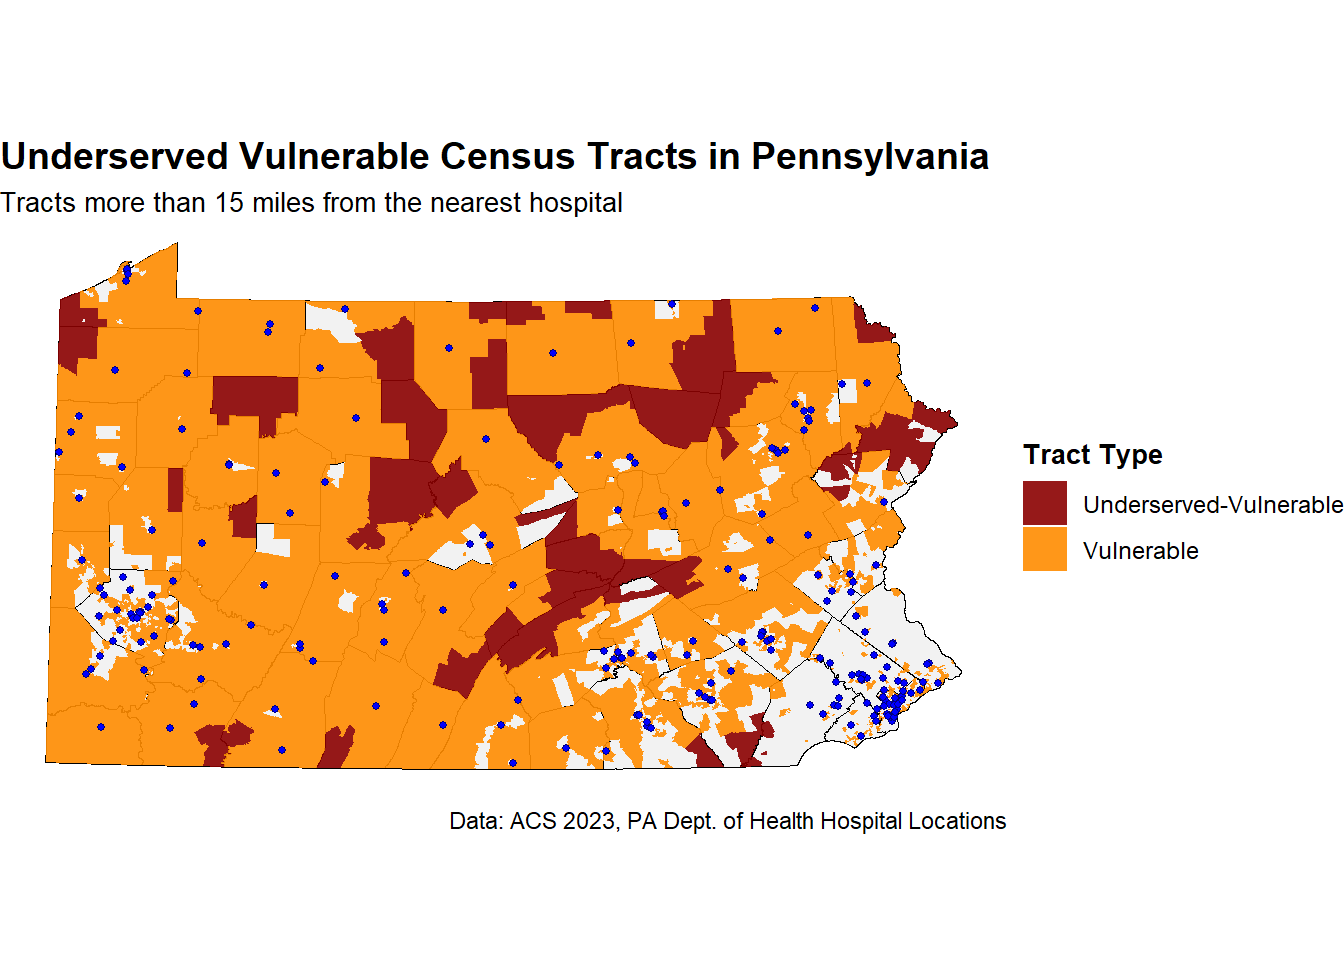 Underserved Vulnerable Census Tracts in Pennsylvania
Tracts more than 15 miles from the nearest hospital
Tract Type
Underserved-Vulnerable
Vulnerable
Data: ACS 2023, PA Dept. of Health Hospital Locations